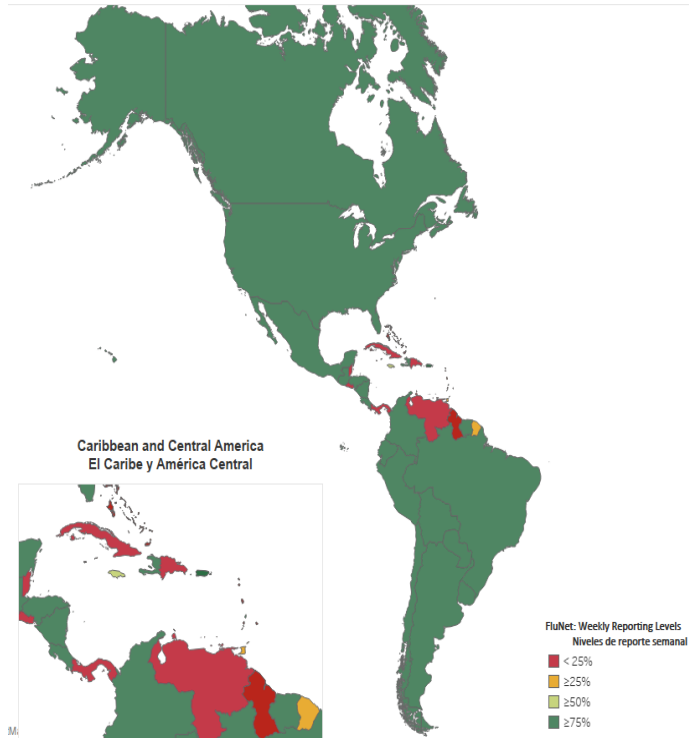 Caribbean and Central America
El Caribe y América Central
FluNet: Weekly Reporting Levels
Niveles de reporte semanal
< 25%
≥25%
≥50%
≥75%